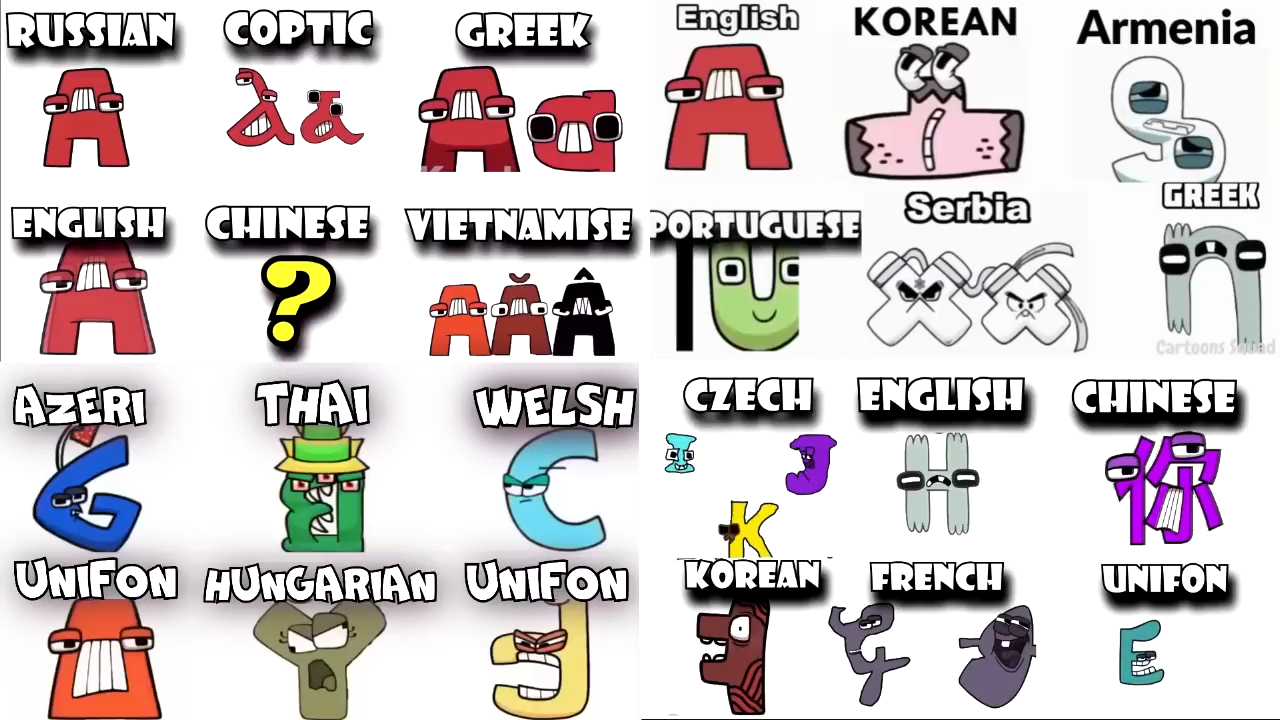 RUSSIAN COPTIC GREEK
A
ENGLISH CHINESE VIETNAMISE
A ? A Ă Â
English KOREAN Armenia
A
PORTUGUESE Serbia GREEK
U X X
Cartoons Squad
AZERI THAI WELSH
G C
UNIFON HUNGARIAN UNIFON
Y J
CZECH ENGLISH CHINESE
I J K H 你
KOREAN FRENCH UNIFON
E